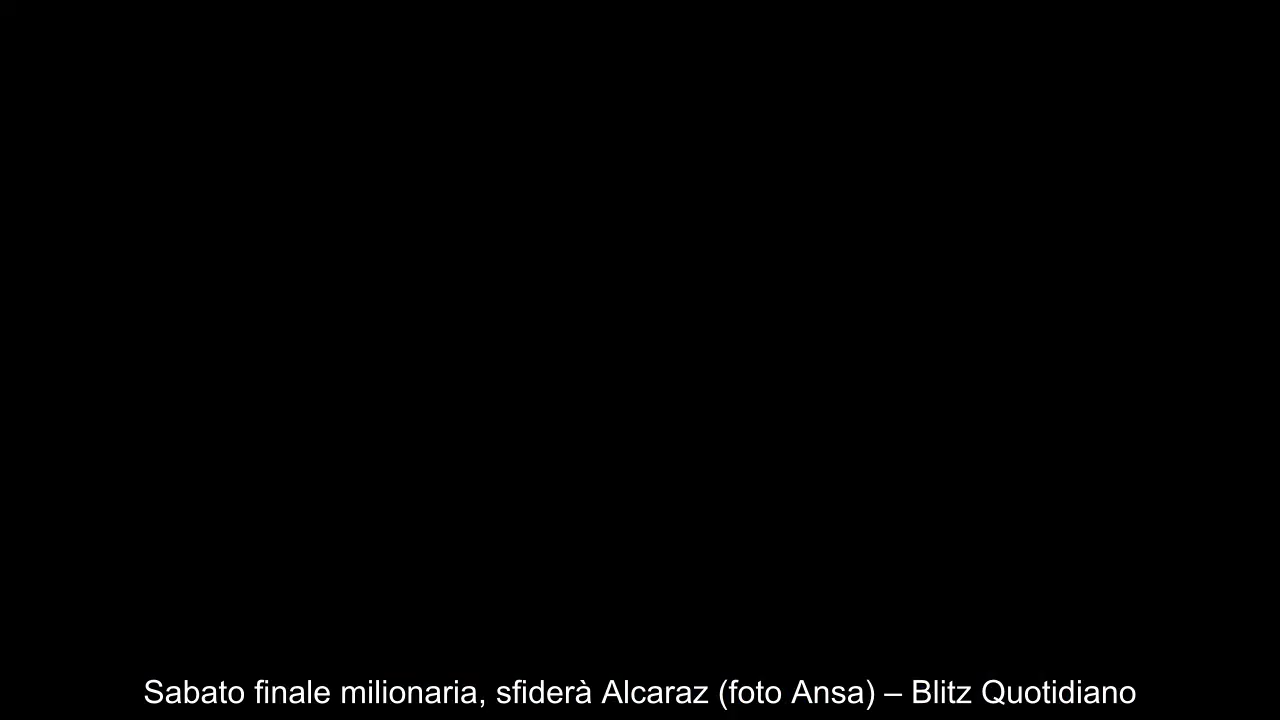 Sabato finale milionaria, sfiderà Alcaraz (foto Ansa) – Blitz Quotidiano